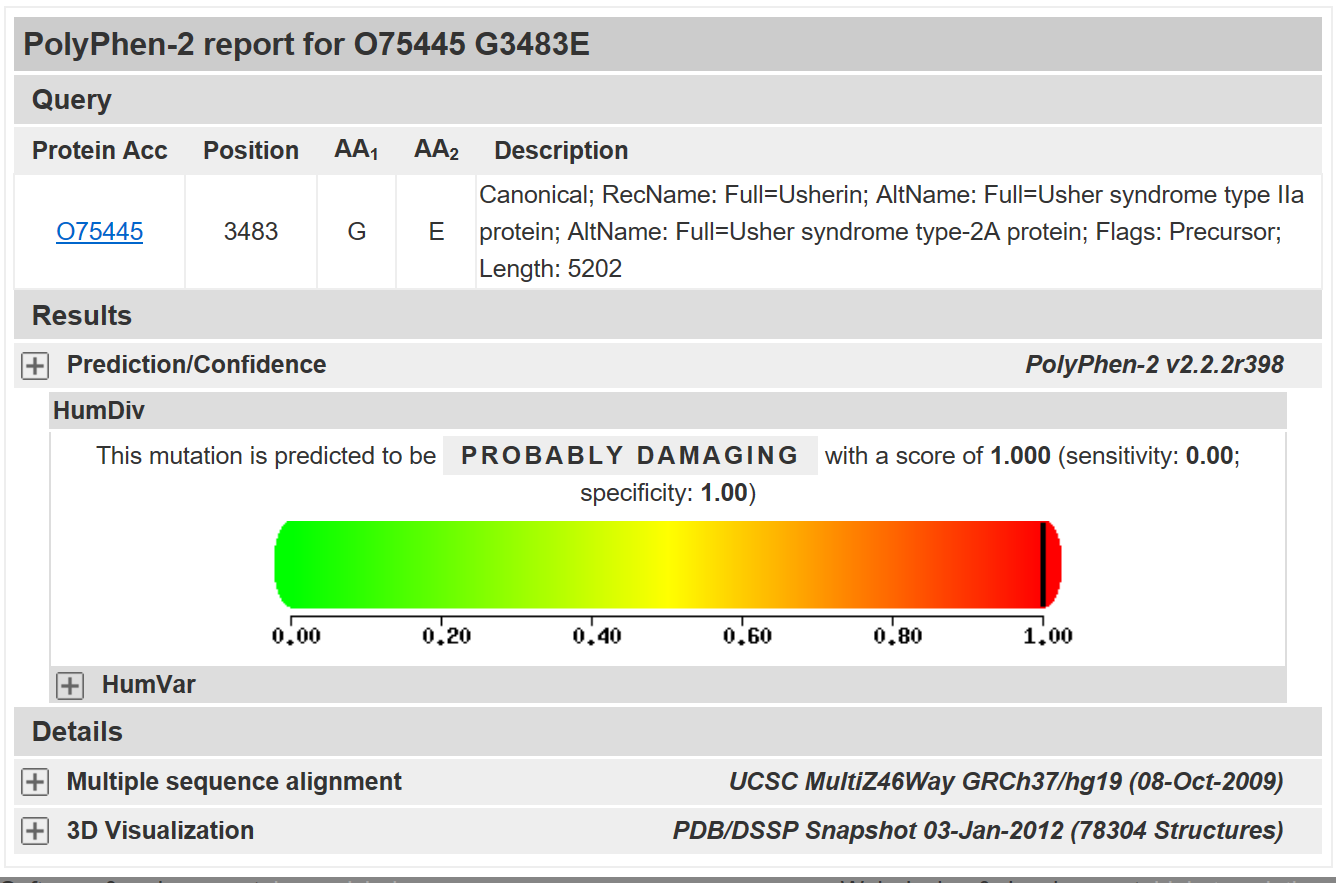 PolyPhen-2 report for O75445 G3483E
Query
Protein Acc Position AA1 AA2 Description
O75445 3483 G E Canonical; RecName: Full=Usherin; AltName: Full=Usher syndrome type IIa
protein; AltName: Full=Usher syndrome type-2A protein; Flags: Precursor;
Length: 5202
Results
Prediction/Confidence PolyPhen-2 v2.2.2r398
HumDiv
This mutation is predicted to be PROBABLY DAMAGING with a score of 1.000 (sensitivity: 0.00;
specificity: 1.00)
0.00 0.20 0.40 0.60 0.80 1.00
HumVar
Details
Multiple sequence alignment UCSC MultiZ46Way GRCh37/hg19 (08-Oct-2009)
3D Visualization PDB/DSSP Snapshot 03-Jan-2012 (78304 Structures)